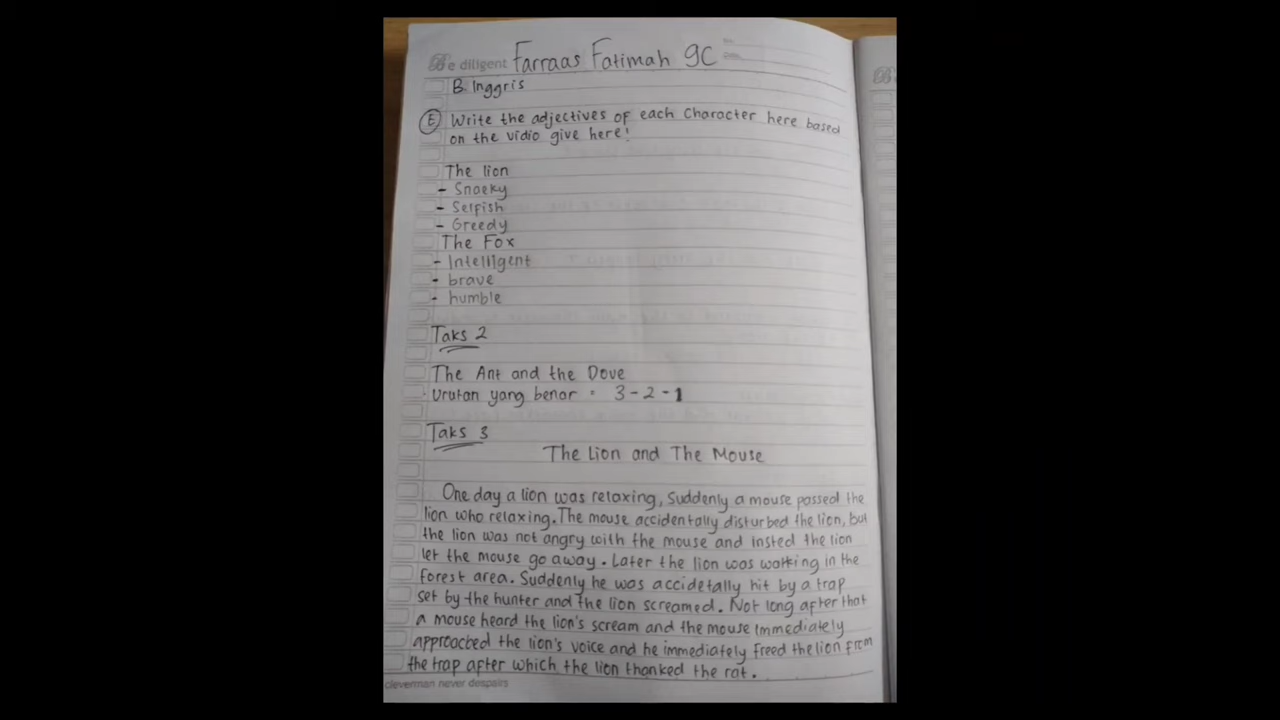 Be diligent Farraas Fatimah 9C
B. Inggris
E Write the adjectives of each Character here based
on the vidio give here!
The lion
- Snaeky
- Selfish
- Greedy
The Fox
- Intelligent
- brave
- humble
Taks 2
The Ant and the Dove
Urutan yang benar = 3-2-1
Taks 3
The Lion and The Mouse
One day a lion was relaxing, Suddenly a mouse passed the
lion who relaxing. The mouse accidentally disturbed the lion, but
the lion was not angry with the mouse and insted the lion
let the mouse go away. Later the lion was walking in the
Forest area. Suddenly he was accidetally hit by a trap
set by the hunter and the lion screamed. Not long after that
a mouse heard the lion's scream and the mouse immediately
approached the lion's voice and he immediately freed the lion from
the trap after which the lion thanked the rat.
cleverman never despairs